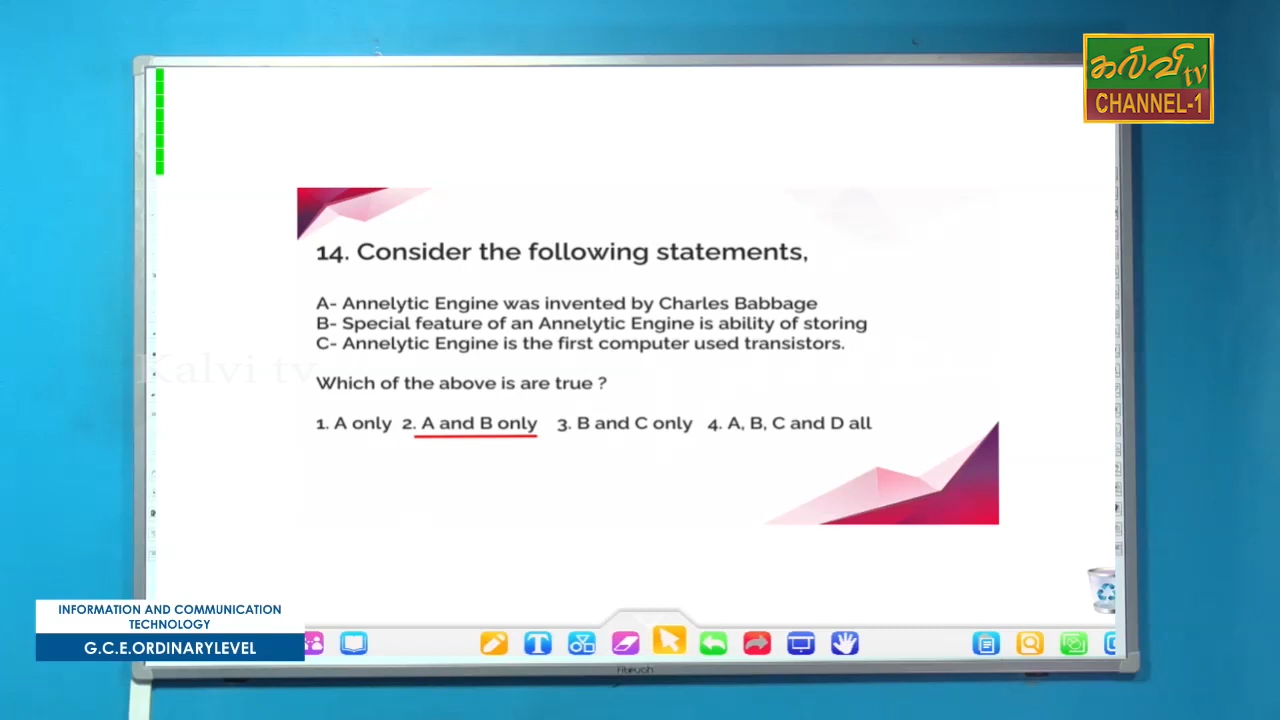 கல்வி tv
CHANNEL-1
14. Consider the following statements,
A- Annelytic Engine was invented by Charles Babbage
B- Special feature of an Annelytic Engine is ability of storing
C- Annelytic Engine is the first computer used transistors.
Kalvi tv
Which of the above is are true ?
1. A only 2. A and B only 3. B and C only 4. A, B, C and D all
INFORMATION AND COMMUNICATION
TECHNOLOGY
G.C.E.ORDINARYLEVEL